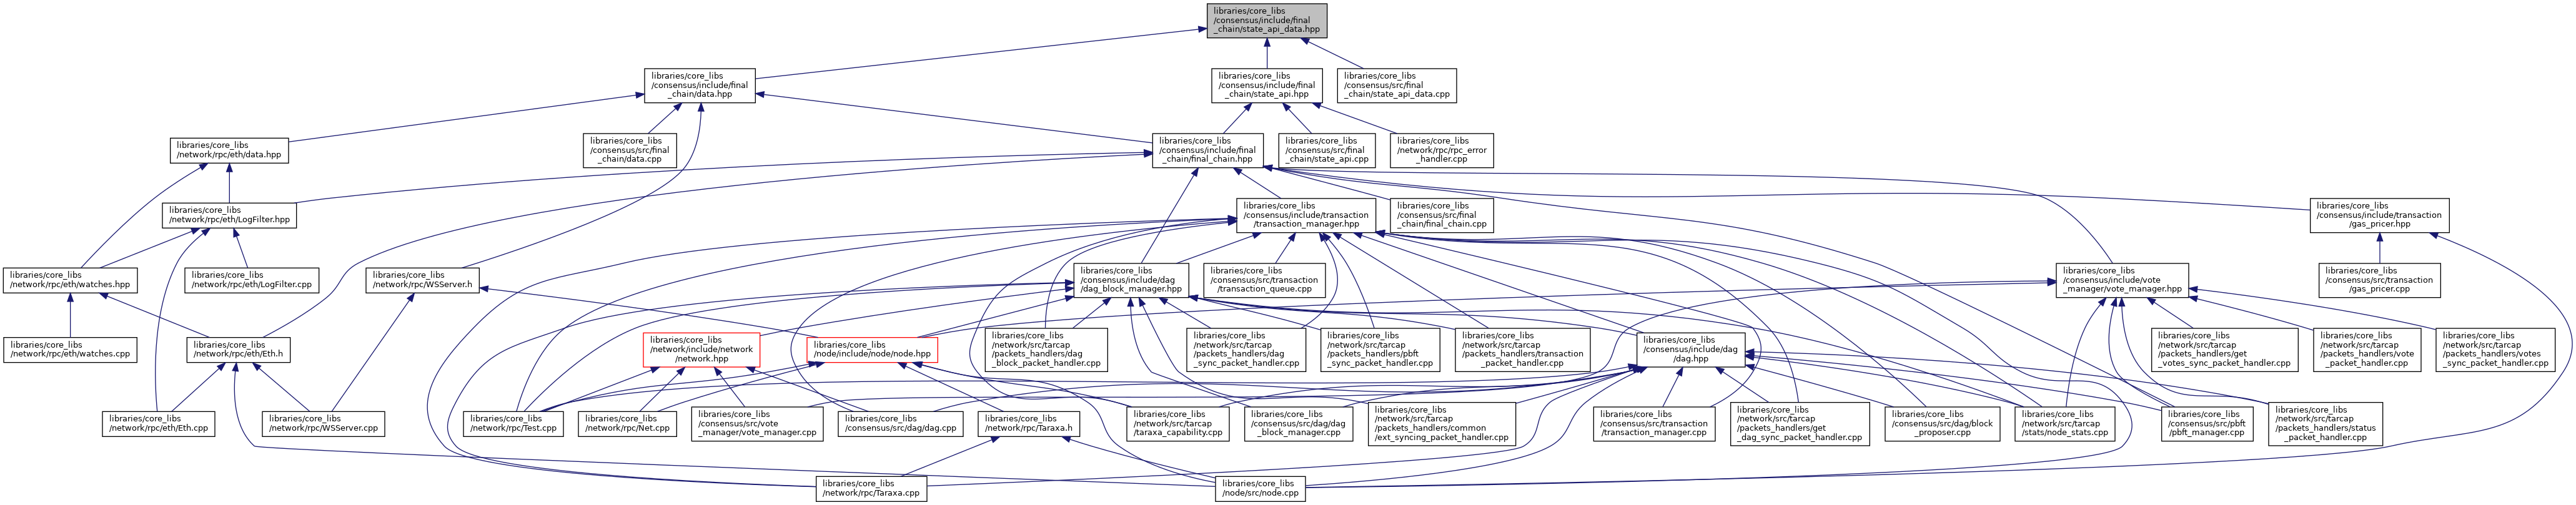 libraries/core_libs
/consensus/include/final
_chain/state_api_data.hpp
libraries/core_libs
/consensus/include/final
_chain/data.hpp
libraries/core_libs
/consensus/include/final
_chain/state_api.hpp
libraries/core_libs
/consensus/src/final
_chain/state_api_data.cpp
libraries/core_libs
/network/rpc/eth/data.hpp
libraries/core_libs
/consensus/src/final
_chain/data.cpp
libraries/core_libs
/consensus/include/final
_chain/final_chain.hpp
libraries/core_libs
/consensus/src/final
_chain/state_api.cpp
libraries/core_libs
/network/rpc/rpc_error
_handler.cpp
libraries/core_libs
/network/rpc/eth/LogFilter.hpp
libraries/core_libs
/consensus/include/transaction
/transaction_manager.hpp
libraries/core_libs
/consensus/src/final
_chain/final_chain.cpp
libraries/core_libs
/consensus/include/transaction
/gas_pricer.hpp
libraries/core_libs
/network/rpc/eth/watches.hpp
libraries/core_libs
/network/rpc/eth/LogFilter.cpp
libraries/core_libs
/network/rpc/WSServer.h
libraries/core_libs
/consensus/include/dag
/dag_block_manager.hpp
libraries/core_libs
/consensus/src/transaction
/transaction_queue.cpp
libraries/core_libs
/consensus/include/vote
_manager/vote_manager.hpp
libraries/core_libs
/consensus/src/transaction
/gas_pricer.cpp
libraries/core_libs
/network/rpc/eth/watches.cpp
libraries/core_libs
/network/rpc/eth/Eth.h
libraries/core_libs
/network/include/network
/network.hpp
libraries/core_libs
/node/include/node/node.hpp
libraries/core_libs
/network/src/tarcap
/packets_handlers/dag
_block_packet_handler.cpp
libraries/core_libs
/network/src/tarcap
/packets_handlers/dag
_sync_packet_handler.cpp
libraries/core_libs
/network/src/tarcap
/packets_handlers/pbft
_sync_packet_handler.cpp
libraries/core_libs
/network/src/tarcap
/packets_handlers/transaction
_packet_handler.cpp
libraries/core_libs
/consensus/include/dag
/dag.hpp
libraries/core_libs
/network/src/tarcap
/packets_handlers/get
_votes_sync_packet_handler.cpp
libraries/core_libs
/network/src/tarcap
/packets_handlers/vote
_packet_handler.cpp
libraries/core_libs
/network/src/tarcap
/packets_handlers/votes
_sync_packet_handler.cpp
libraries/core_libs
/network/rpc/eth/Eth.cpp
libraries/core_libs
/network/rpc/WSServer.cpp
libraries/core_libs
/network/rpc/Test.cpp
libraries/core_libs
/network/rpc/Net.cpp
libraries/core_libs
/consensus/src/vote
_manager/vote_manager.cpp
libraries/core_libs
/consensus/src/dag/dag.cpp
libraries/core_libs
/network/rpc/Taraxa.h
libraries/core_libs
/network/src/tarcap
/taraxa_capability.cpp
libraries/core_libs
/consensus/src/dag/dag
_block_manager.cpp
libraries/core_libs
/network/src/tarcap
/packets_handlers/common
/ext_syncing_packet_handler.cpp
libraries/core_libs
/consensus/src/transaction
/transaction_manager.cpp
libraries/core_libs
/network/src/tarcap
/packets_handlers/get
_dag_sync_packet_handler.cpp
libraries/core_libs
/consensus/src/dag/block
_proposer.cpp
libraries/core_libs
/network/src/tarcap
/stats/node_stats.cpp
libraries/core_libs
/consensus/src/pbft
/pbft_manager.cpp
libraries/core_libs
/network/src/tarcap
/packets_handlers/status
_packet_handler.cpp
libraries/core_libs
/network/rpc/Taraxa.cpp
libraries/core_libs
/node/src/node.cpp